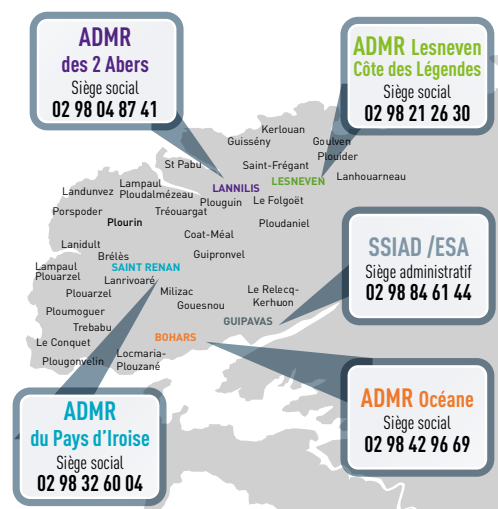 ADMR
des 2 Abers
Siège social
02 98 04 87 41
ADMR Lesneven
Côte des Légendes
Siège social
02 98 21 26 30
Kerlouan
Guissény
Goulven
Plouider
St Pabu
Saint-Frégant
Lanhouarneau
LESNEVEN
Lampaul
Ploudalmézeau
Landunvez
LANNILIS
Plouguin
Le Folgoët
Porspoder
Tréouargat
Plourin
Ploudaniel
Coat-Méal
Lanidult
Brélès
Guipronvel
Lampaul
Plouarzel
SAINT RENAN
Lanrivoaré
Plouarzel
Milizac
Le Relecq-
Kerhuon
Gouesnou
Ploumoguer
Trebabu
GUIPAVAS
Le Conquet
BOHARS
Plougonvelin
Locmaria-
Plouzané
SSIAD /ESA
Siège administratif
02 98 84 61 44
ADMR
du Pays d'Iroise
Siège social
02 98 32 60 04
ADMR Océane
Siège social
02 98 42 96 69